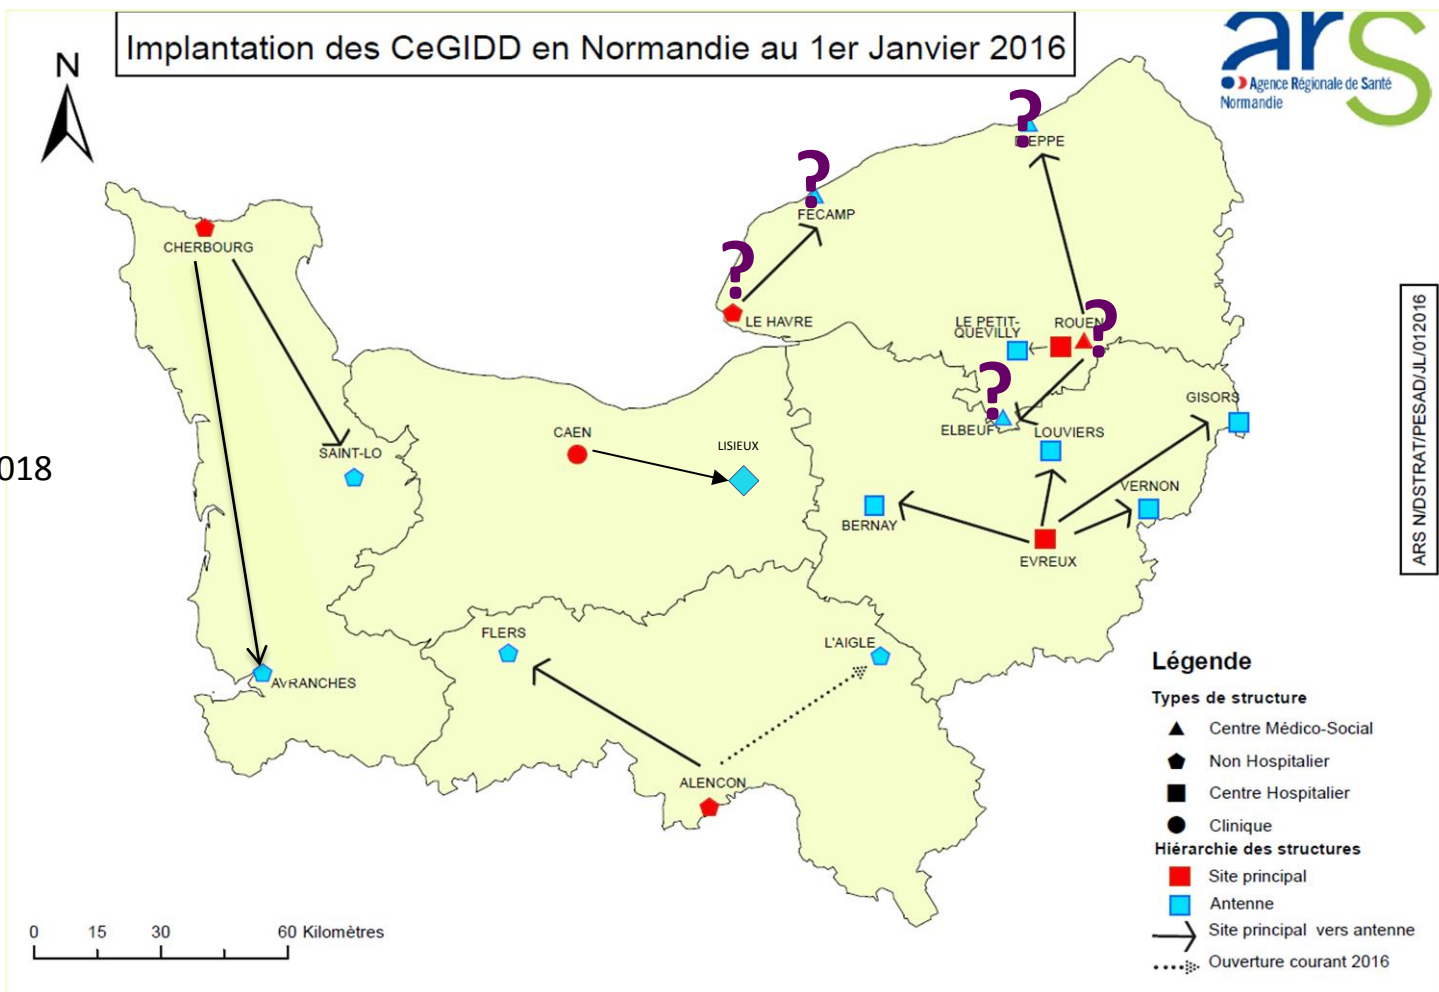 Implantation des CeGIDD en Normandie au 1er Janvier 2016
ars
Agence Régionale de Santé
Normandie
N
?
DIEPPE
?
FECAMP
CHERBOURG
?
LE HAVRE
LE PETIT-
QUEVILLY
ROUEN
?
?
GISORS
ELBEUF
LOUVIERS
CAEN
LISIEUX
SAINT-LO
018
VERNON
BERNAY
EVREUX
FLERS
L'AIGLE
AVRANCHES
ALENCON
ARS N/DSTRAT/PESAD/JL/012016
Légende
Types de structure
Centre Médico-Social
Non Hospitalier
Centre Hospitalier
Clinique
Hiérarchie des structures
Site principal
Antenne
Site principal vers antenne
Ouverture courant 2016
0 15 30 60 Kilomètres